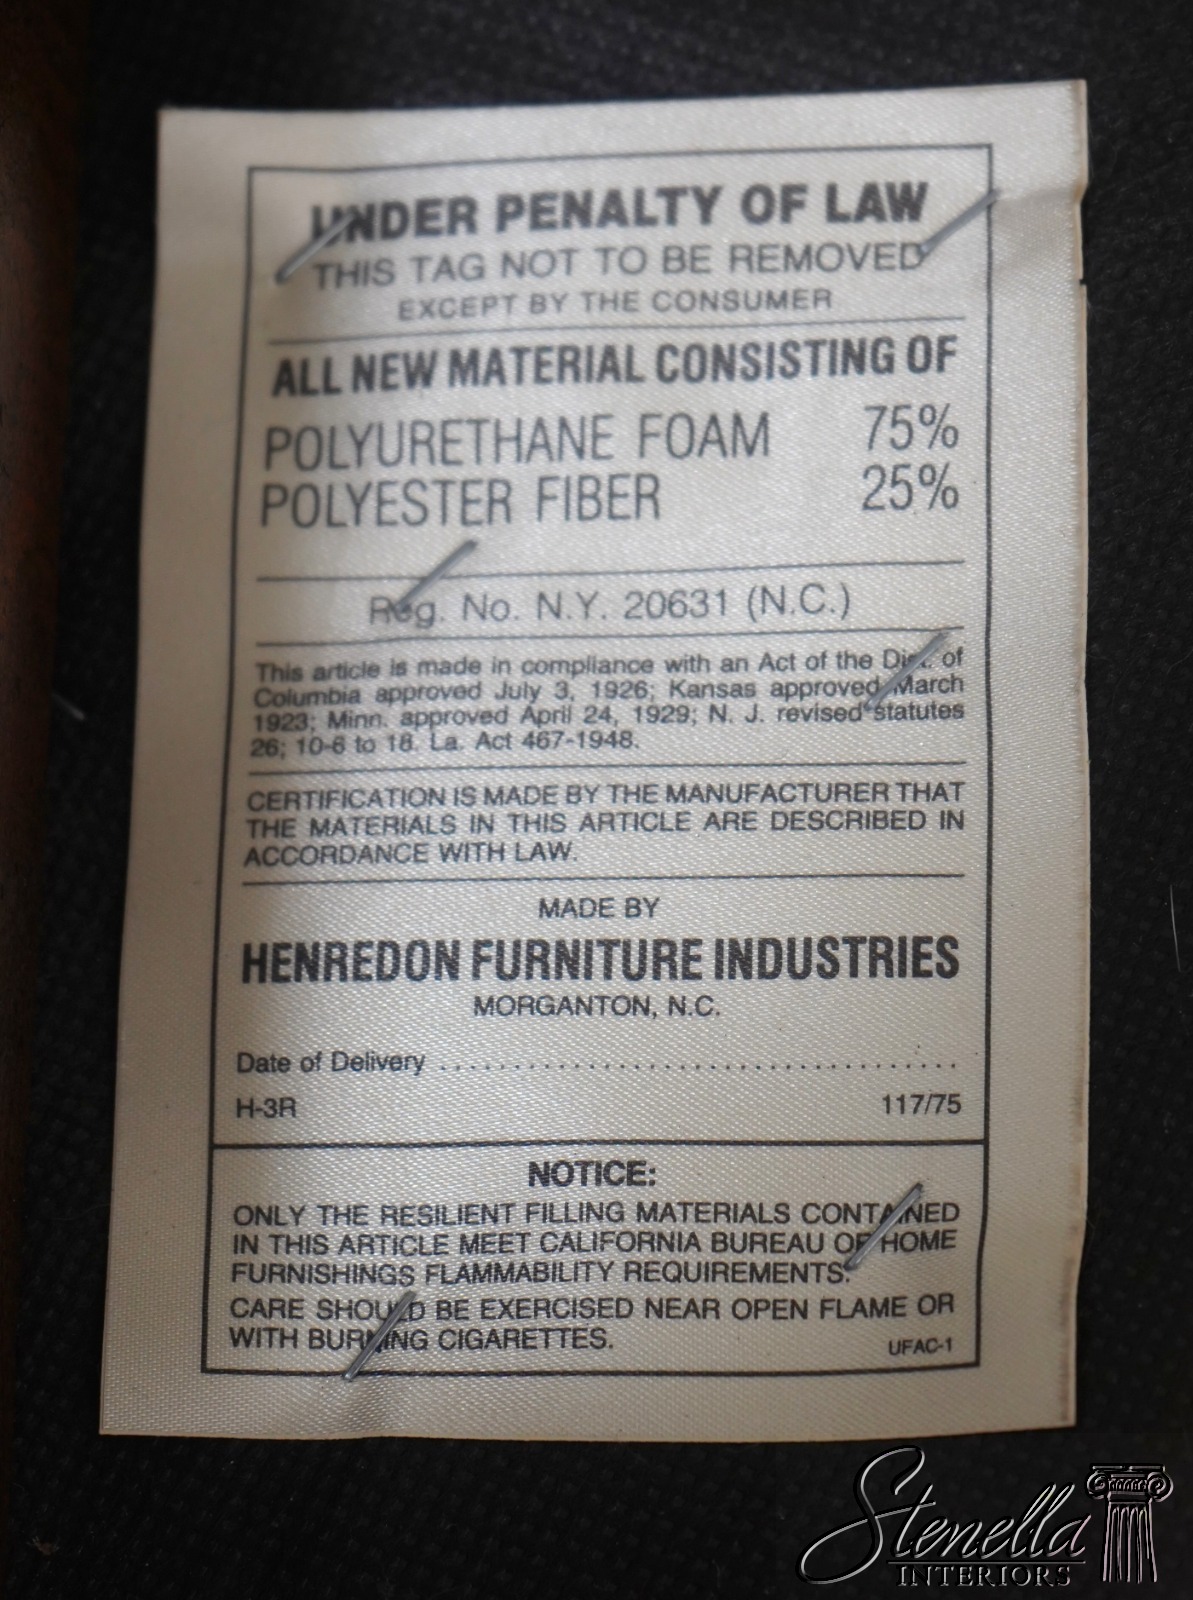 UNDER PENALTY OF LAW
THIS TAG NOT TO BE REMOVED
EXCEPT BY THE CONSUMER
ALL NEW MATERIAL CONSISTING OF
POLYURETHANE FOAM 75%
POLYESTER FIBER 25%
Reg. No. N.Y. 20631 (N.C.)
This article is made in compliance with an Act of the Dist. of
Columbia approved July 3, 1926; Kansas approved March
1923; Minn. approved April 24, 1929; N. J. revised statutes
26; 10-6 to 18. La. Act 467-1948.
CERTIFICATION IS MADE BY THE MANUFACTURER THAT
THE MATERIALS IN THIS ARTICLE ARE DESCRIBED IN
ACCORDANCE WITH LAW.
MADE BY
HENREDON FURNITURE INDUSTRIES
MORGANTON, N.C.
Date of Delivery ....................................
H-3R 117/75
NOTICE:
ONLY THE RESILIENT FILLING MATERIALS CONTAINED
IN THIS ARTICLE MEET CALIFORNIA BUREAU OF HOME
FURNISHINGS FLAMMABILITY REQUIREMENTS.
CARE SHOULD BE EXERCISED NEAR OPEN FLAME OR
WITH BURNING CIGARETTES. UFAC-1
Stenella
INTERIORS